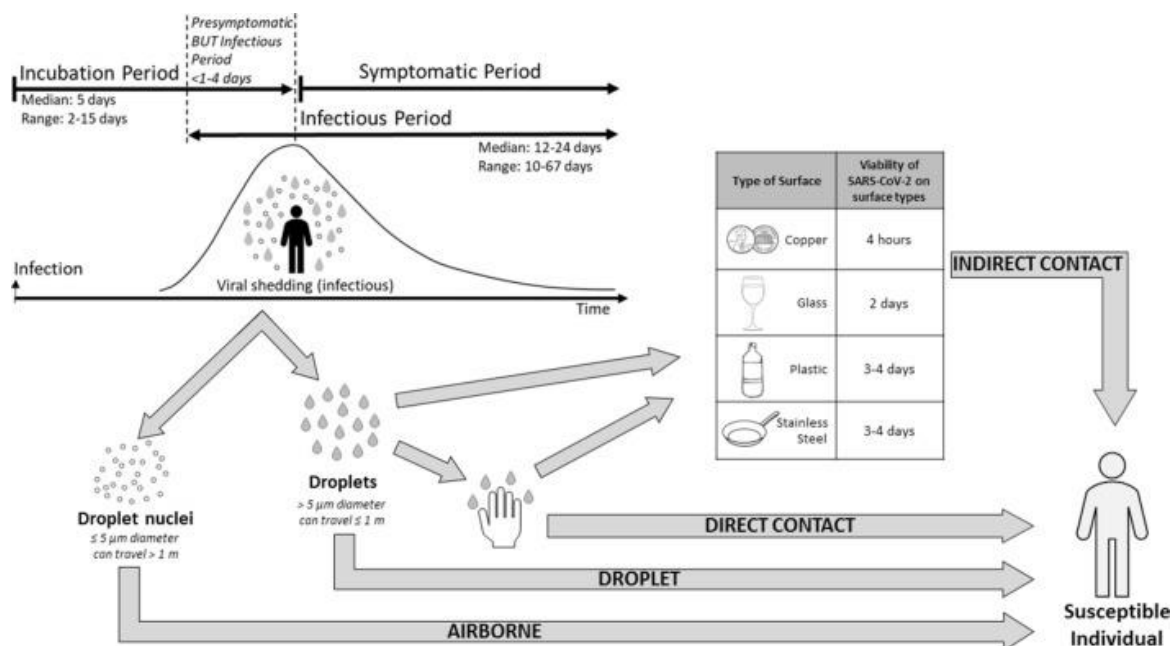 Presymptomatic
BUT Infectious
Period
<1-4 days
Incubation Period
Median: 5 days
Range: 2-15 days
Symptomatic Period
Infectious Period
Median: 12-24 days
Range: 10-67 days
Infection
Viral shedding (infectious)
Time
Type of Surface
Viability of
SARS-CoV-2 on
surface types
Copper
4 hours
Glass
2 days
Plastic
3-4 days
Stainless
Steel
3-4 days
INDIRECT CONTACT
Droplets
> 5 µm diameter
can travel ≤ 1 m
Droplet nuclei
≤ 5 µm diameter
can travel > 1 m
DIRECT CONTACT
DROPLET
AIRBORNE
Susceptible
Individual